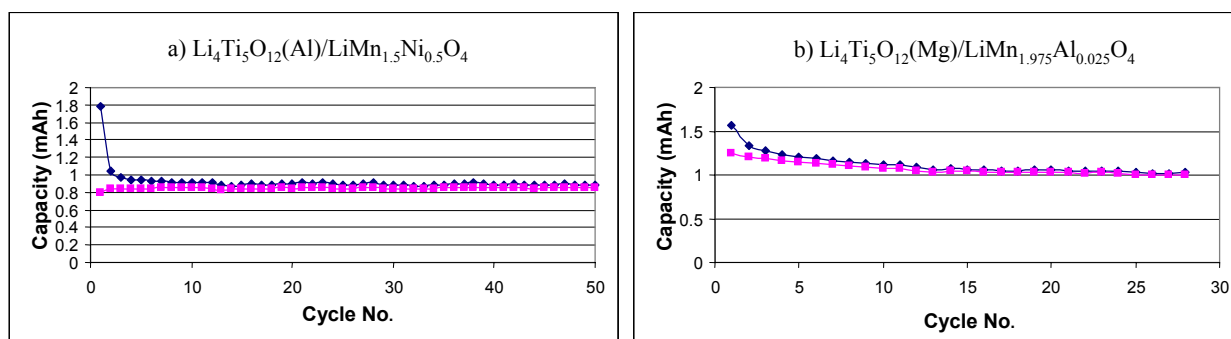 a) Li₄Ti₅O₁₂(Al)/LiMn₁.₅Ni₀.₅O₄
Capacity (mAh)
2
1.8
1.6
1.4
1.2
1
0.8
0.6
0.4
0.2
0
0 10 20 30 40 50
Cycle No.
b) Li₄Ti₅O₁₂(Mg)/LiMn₁.₉₇₅Al₀.₀₂₅O₄
Capacity (mAh)
2
1.5
1
0.5
0
0 5 10 15 20 25 30
Cycle No.